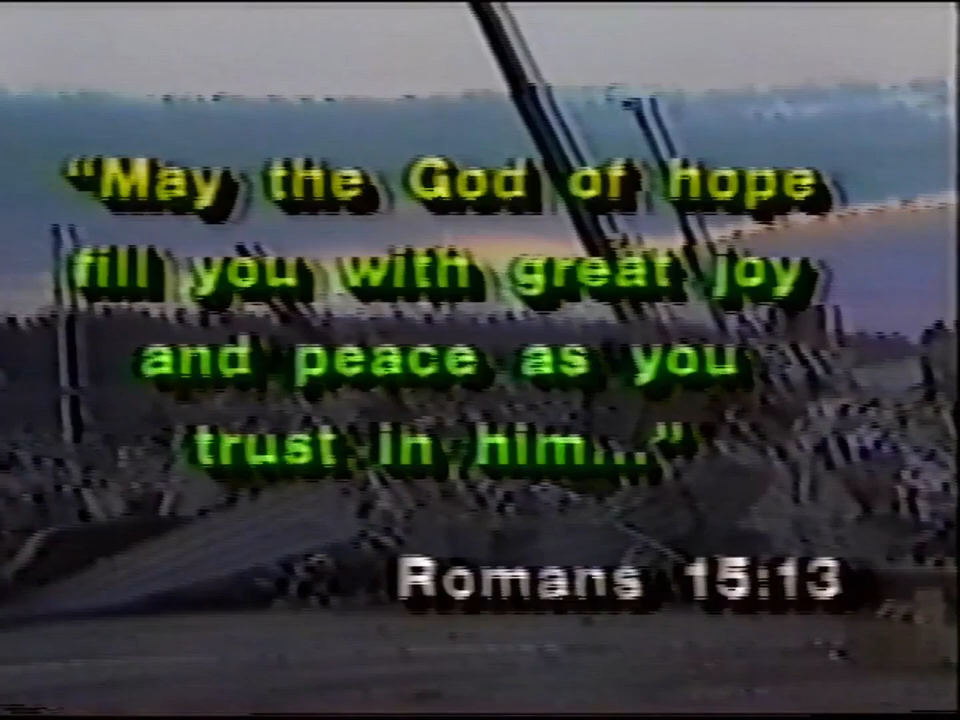 “May the God of hope
fill you with great joy
and peace as you
trust in him...”
Romans 15:13